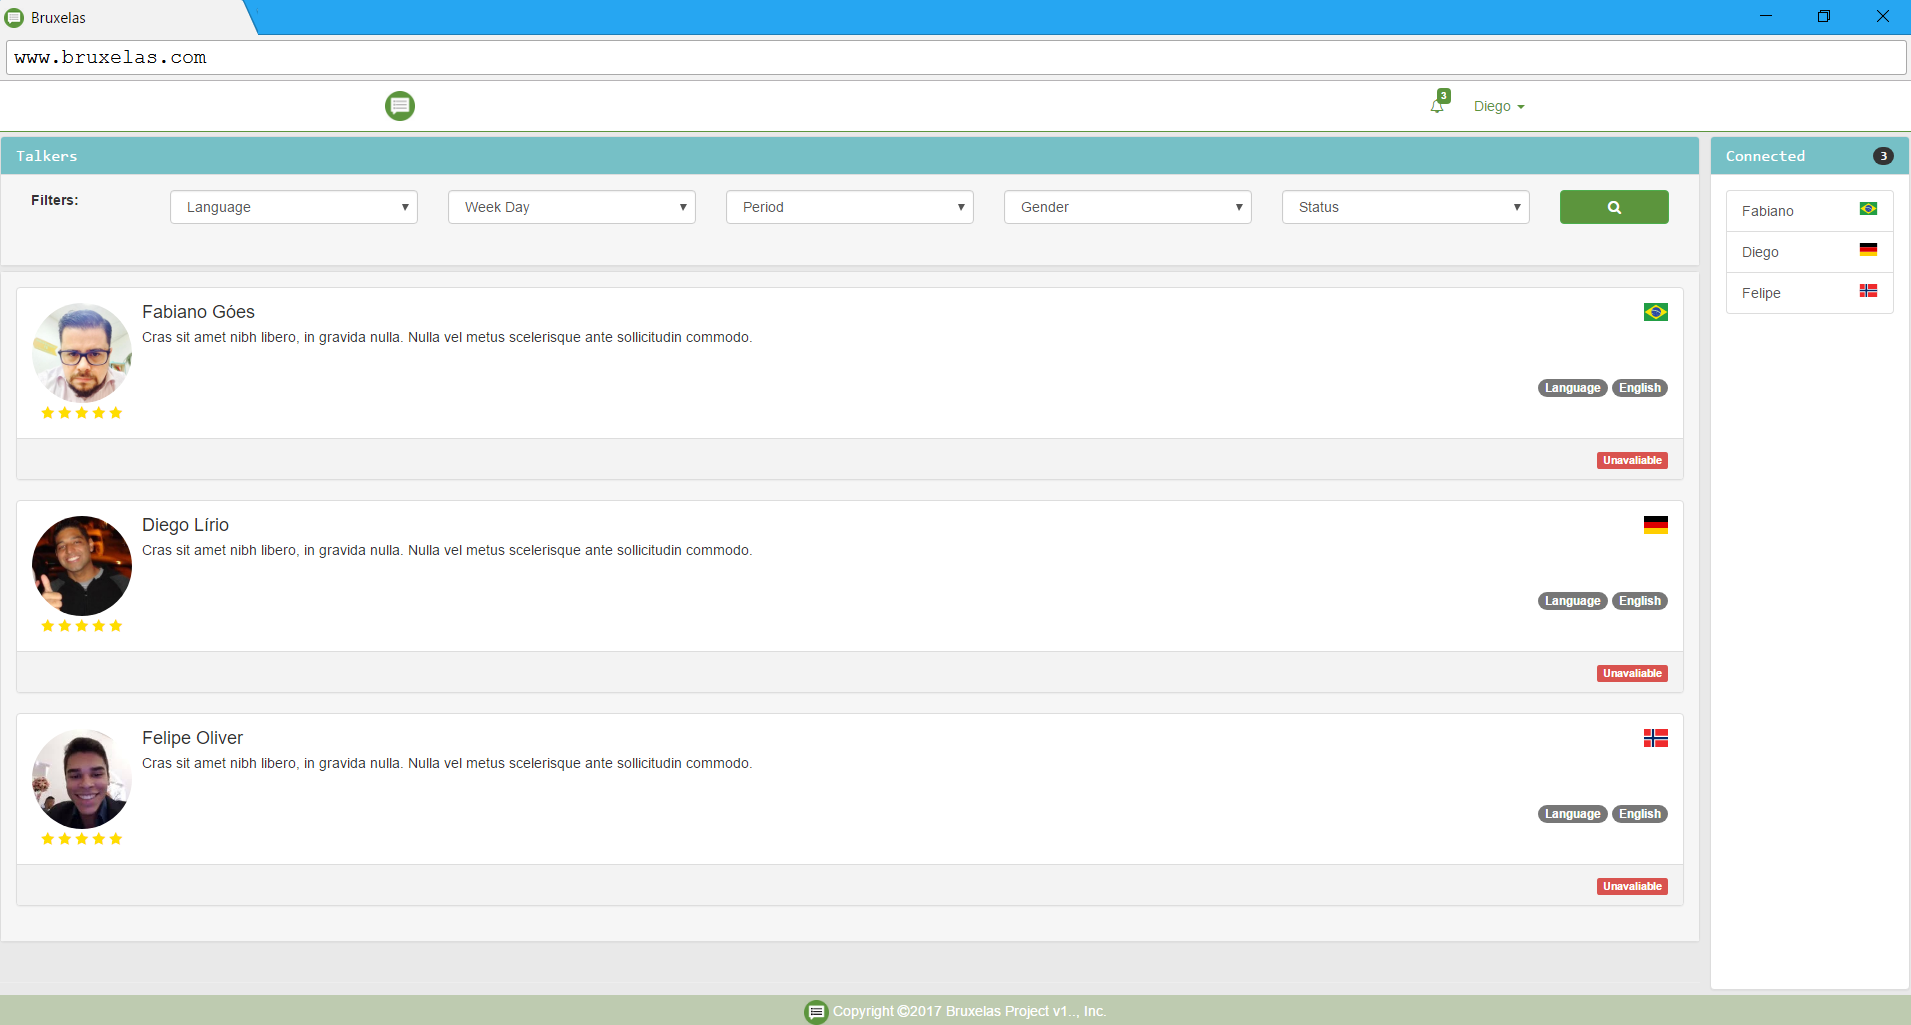 Bruxelas
www.bruxelas.com
3
Diego
Talkers
Filters:
Language
Week Day
Period
Gender
Status
Connected 3
Fabiano
Diego
Felipe
Fabiano Góes
Cras sit amet nibh libero, in gravida nulla. Nulla vel metus scelerisque ante sollicitudin commodo.
Language English
Unavaliable
Diego Lírio
Cras sit amet nibh libero, in gravida nulla. Nulla vel metus scelerisque ante sollicitudin commodo.
Language English
Unavaliable
Felipe Oliver
Cras sit amet nibh libero, in gravida nulla. Nulla vel metus scelerisque ante sollicitudin commodo.
Language English
Unavaliable
Copyright ©2017 Bruxelas Project v1.., Inc.